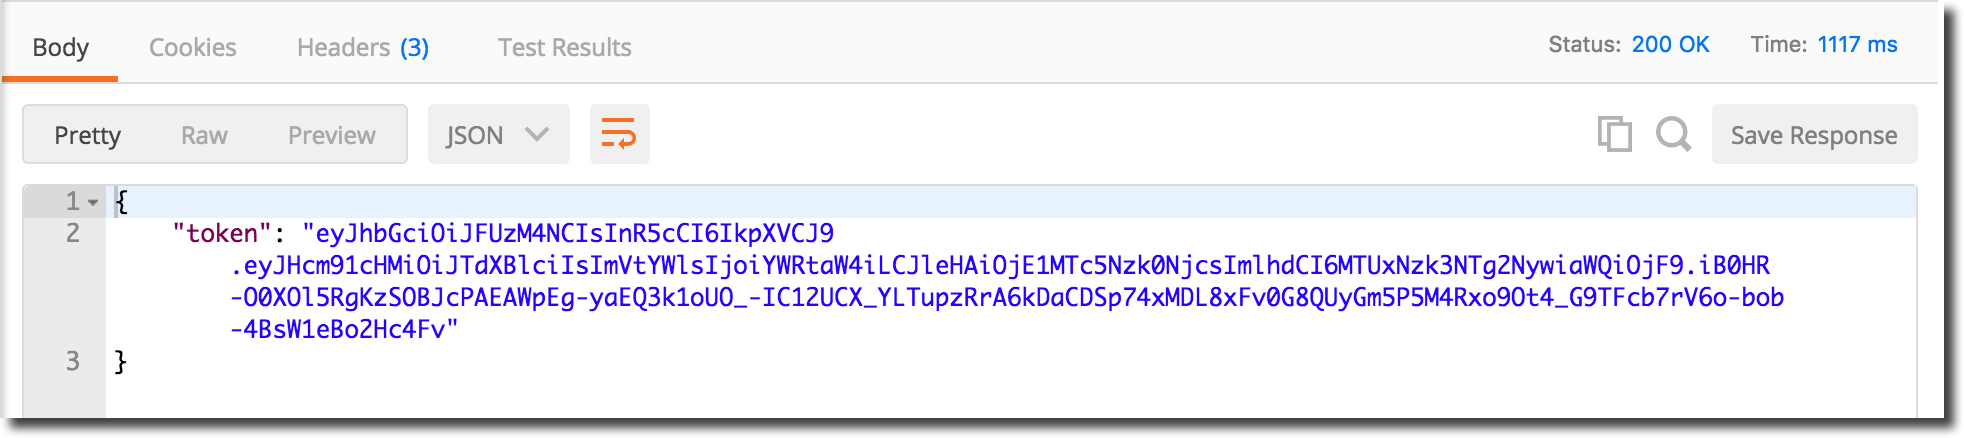 Body Cookies Headers (3) Test Results Status: 200 OK Time: 1117 ms
Pretty Raw Preview JSON Save Response
1 {
2 "token": "eyJhbGciOiJFUzM4NCIsInR5cCI6IkpXVCJ9
.eyJHcm91cHMiOiJTdXBlciIsImVtYWlsIjoiYWRtaW4iLCJleHAiOjE1MTc5Nzk0NjcsImlhdCI6MTUxNzk3NTg2NywiaWQiOjF9.iB0HR
-O0XOl5RgKzSOBJcPAEAWpEg-yaEQ3k1oUO_-IC12UCX_YLTupzRrA6kDaCDSp74xMDL8xFv0G8QUyGm5P5M4Rxo9Ot4_G9TFcb7rV6o-bob
-4BsW1eBo2Hc4Fv"
3 }